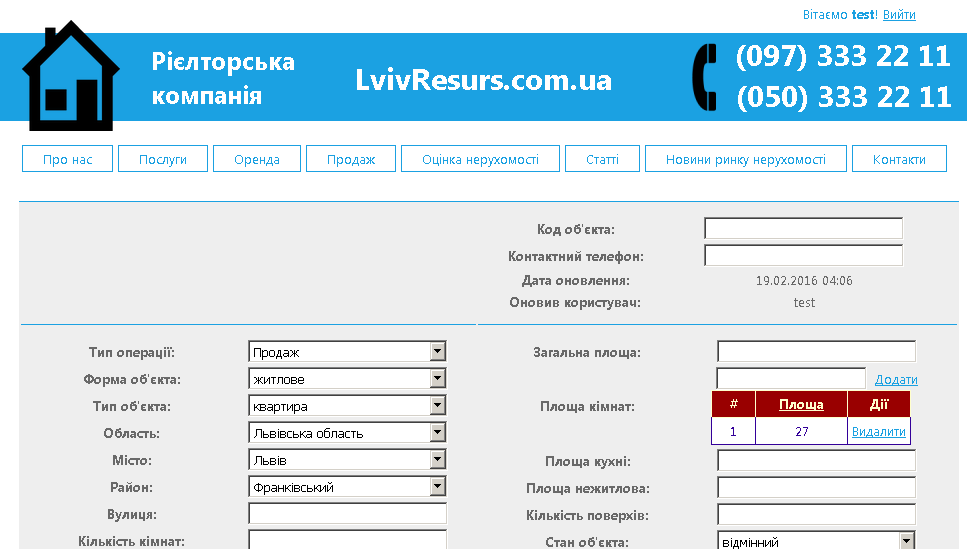 Вітаємо test! Вийти
Рієлторська
компанія
LvivResurs.com.ua
(097) 333 22 11
(050) 333 22 11
Про нас
Послуги
Оренда
Продаж
Оцінка нерухомості
Статті
Новини ринку нерухомості
Контакти
Код об'єкта:
Контактний телефон:
Дата оновлення: 19.02.2016 04:06
Оновив користувач: test
Тип операції: Продаж
Форма об'єкта: житлове
Тип об'єкта: квартира
Область: Львівська область
Місто: Львів
Район: Франківський
Вулиця:
Кількість кімнат:
Загальна площа:
Додати
Площа кімнат:
# Площа Дії
1 27 Видалити
Площа кухні:
Площа нежитлова:
Кількість поверхів:
Стан об'єкта: відмінний